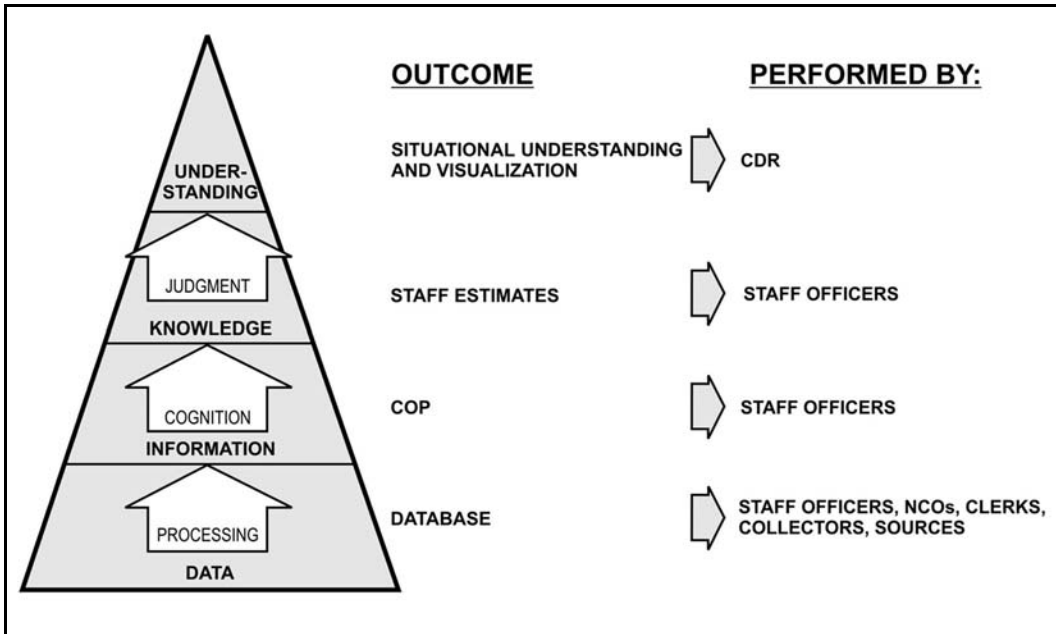 OUTCOME
PERFORMED BY:
UNDER-
STANDING
SITUATIONAL UNDERSTANDING
AND VISUALIZATION
CDR
JUDGMENT
KNOWLEDGE
STAFF ESTIMATES
STAFF OFFICERS
COGNITION
INFORMATION
COP
STAFF OFFICERS
PROCESSING
DATA
DATABASE
STAFF OFFICERS, NCOs, CLERKS,
COLLECTORS, SOURCES